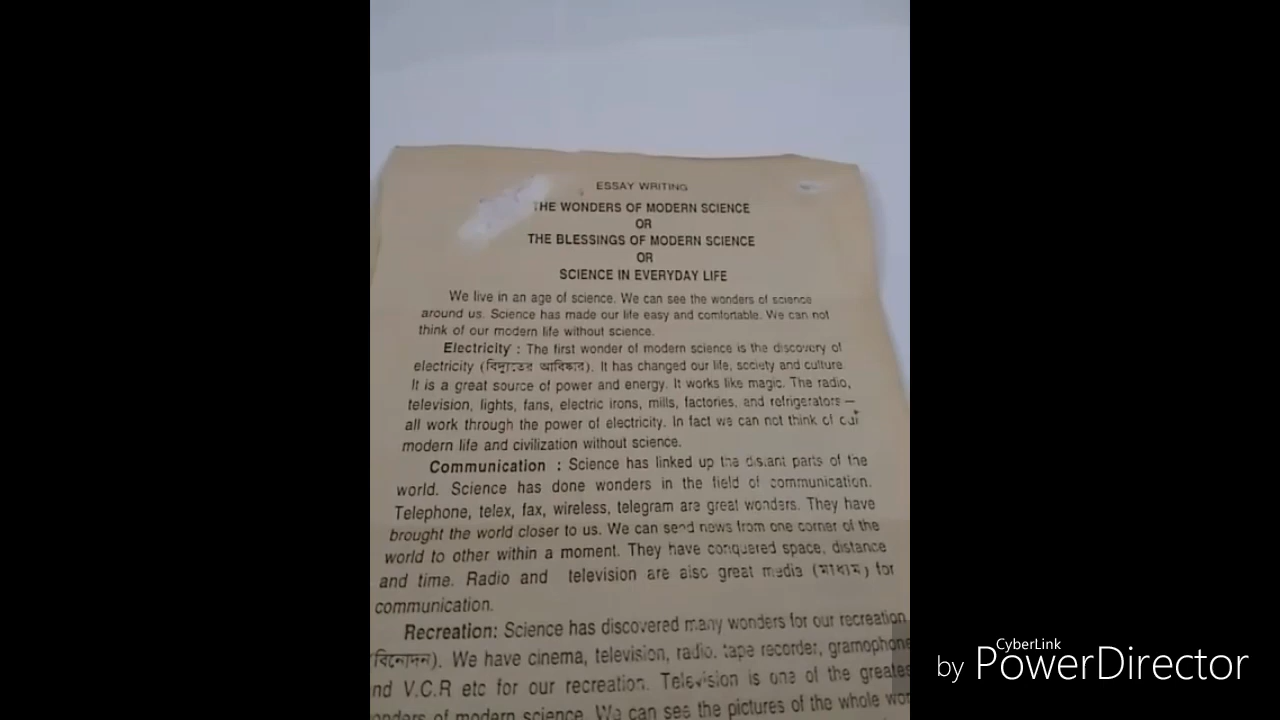 ESSAY WRITING
THE WONDERS OF MODERN SCIENCE
OR
THE BLESSINGS OF MODERN SCIENCE
OR
SCIENCE IN EVERYDAY LIFE
We live in an age of science. We can see the wonders of science
around us. Science has made our life easy and comfortable. We can not
think of our modern life without science.
Electricity : The first wonder of modern science is the discovery of
electricity (বিদ্যুতের আবিষ্কার). It has changed our life, society and culture
It is a great source of power and energy. It works like magic. The radio,
television, lights, fans, electric irons, mills, factories, and refrigerators —
all work through the power of electricity. In fact we can not think of our
modern life and civilization without science.
Communication : Science has linked up the distant parts of the
world. Science has done wonders in the field of communication.
Telephone, telex, fax, wireless, telegram are great wonders. They have
brought the world closer to us. We can send news from one corner of the
world to other within a moment. They have conquered space, distance
and time. Radio and television are also great media (মাধ্যম) for
communication.
Recreation: Science has discovered many wonders for our recreation
বিনোদন). We have cinema, television, radio, tape recorder, gramophone
nd V.C.R etc for our recreation. Television is one of the greates
onders of modern science. We can see the pictures of the whole wor
CyberLink
by PowerDirector